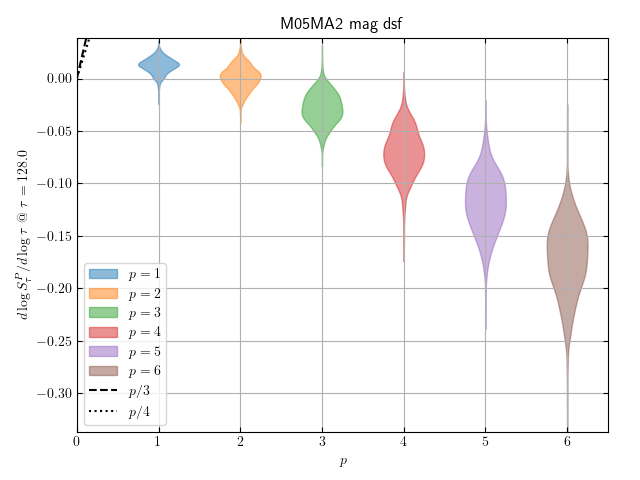 M05MA2 mag dsf
0.00
−0.05
−0.10
−0.15
−0.20
−0.25
−0.30
d log S_τ^P / d log τ @ τ = 128.0
p = 1
p = 2
p = 3
p = 4
p = 5
p = 6
p/3
p/4
0 1 2 3 4 5 6
p